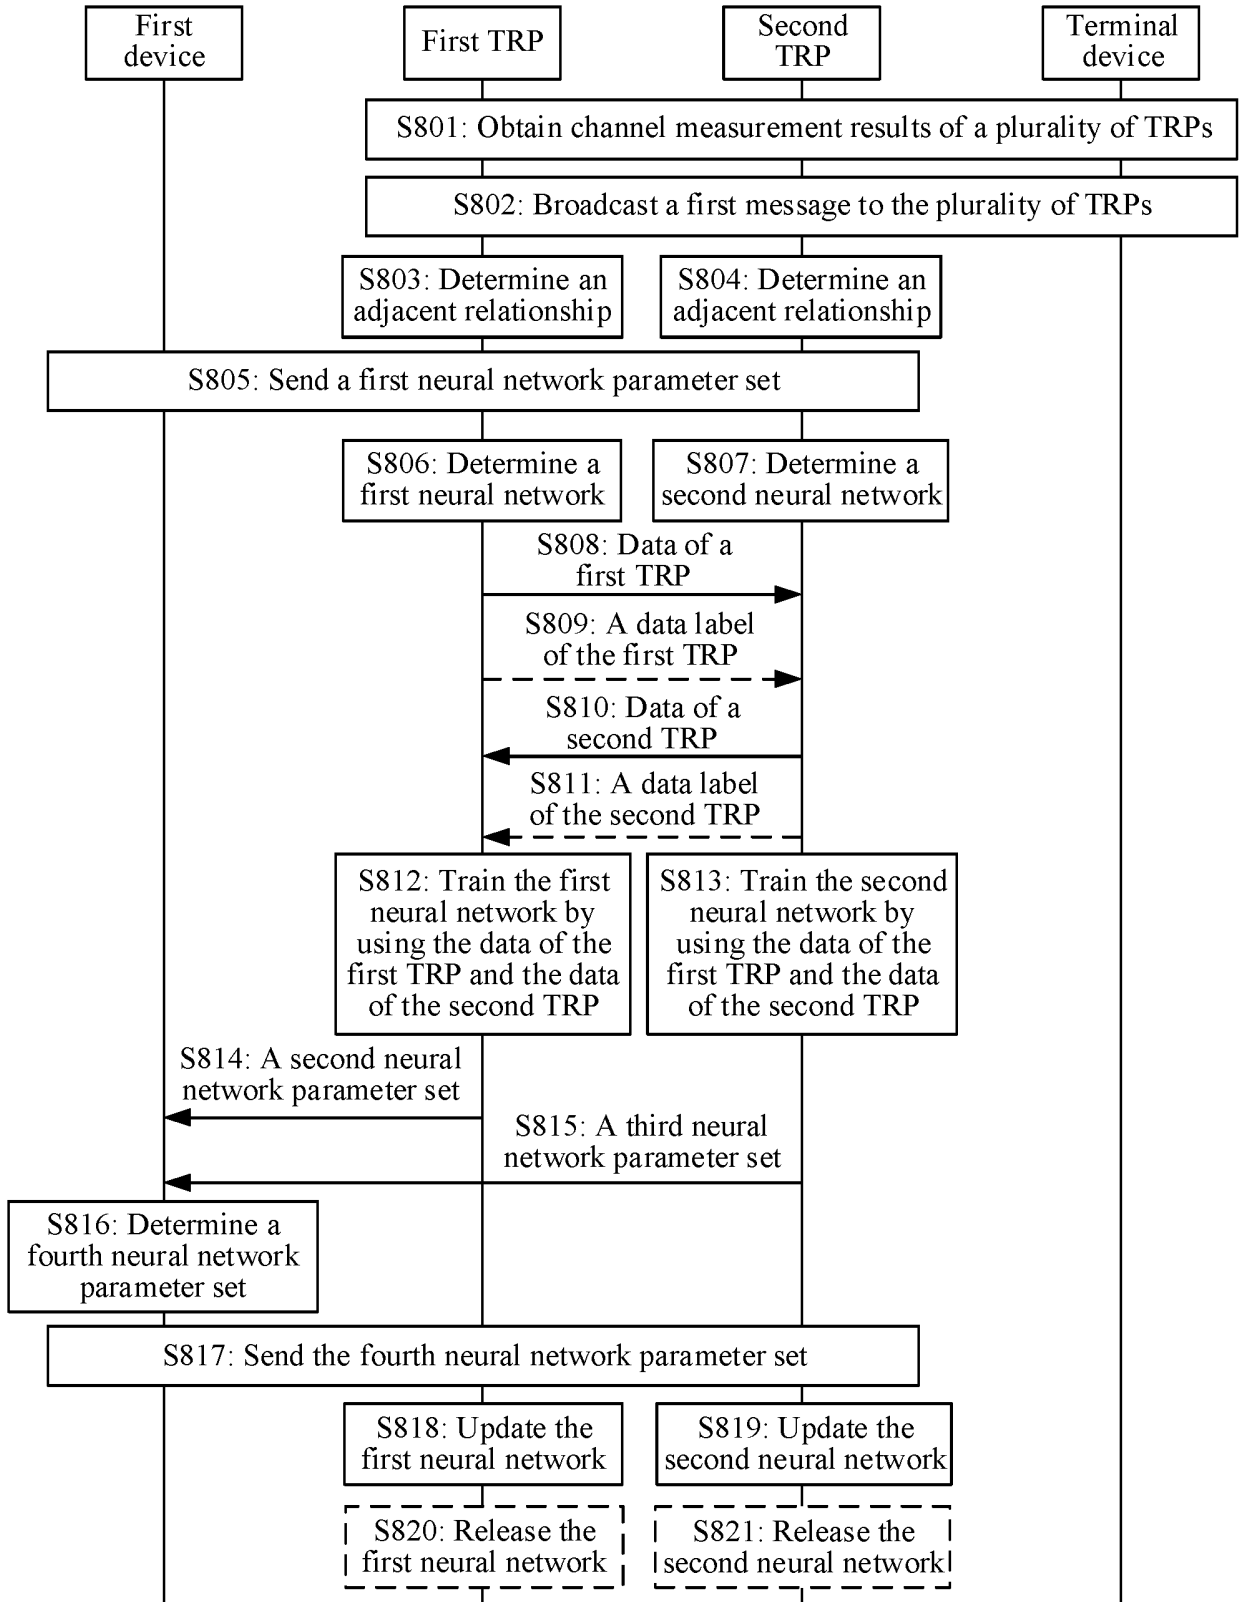 First
device
First TRP
Second
TRP
Terminal
device
S801: Obtain channel measurement results of a plurality of TRPs
S802: Broadcast a first message to the plurality of TRPs
S803: Determine an
adjacent relationship
S804: Determine an
adjacent relationship
S805: Send a first neural network parameter set
S806: Determine a
first neural network
S807: Determine a
second neural network
S808: Data of a
first TRP
S809: A data label
of the first TRP
S810: Data of a
second TRP
S811: A data label
of the second TRP
S812: Train the first
neural network by
using the data of the
first TRP and the data
of the second TRP
S813: Train the second
neural network by
using the data of the
first TRP and the data
of the second TRP
S814: A second neural
network parameter set
S815: A third neural
network parameter set
S816: Determine a
fourth neural network
parameter set
S817: Send the fourth neural network parameter set
S818: Update the
first neural network
S819: Update the
second neural network
S820: Release the
first neural network
S821: Release the
second neural network